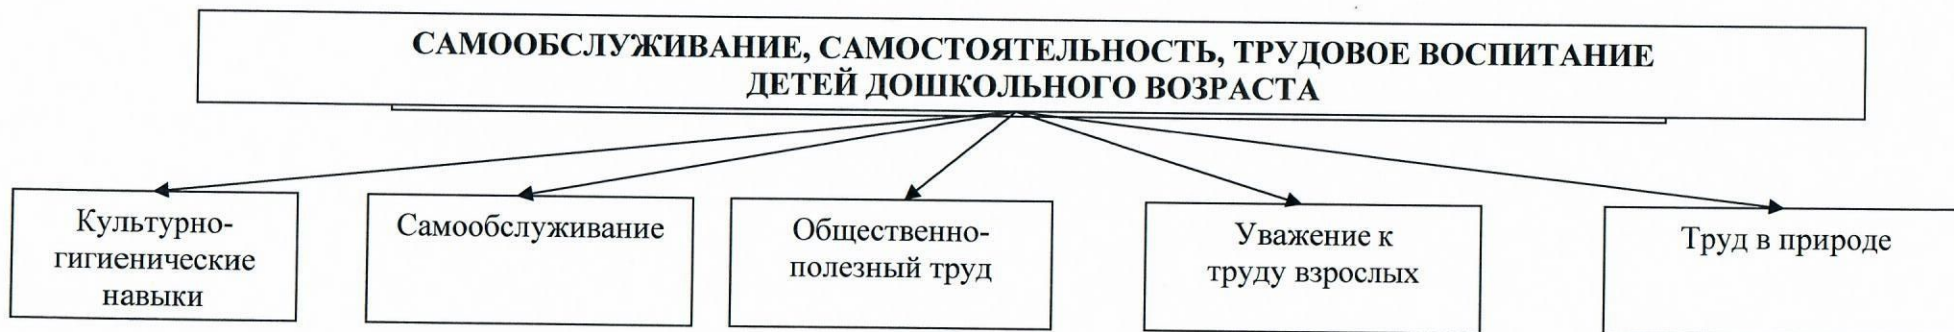 САМООБСЛУЖИВАНИЕ, САМОСТОЯТЕЛЬНОСТЬ, ТРУДОВОЕ ВОСПИТАНИЕ
ДЕТЕЙ ДОШКОЛЬНОГО ВОЗРАСТА
Культурно-
гигиенические
навыки
Самообслуживание
Общественно-
полезный труд
Уважение к
труду взрослых
Труд в природе